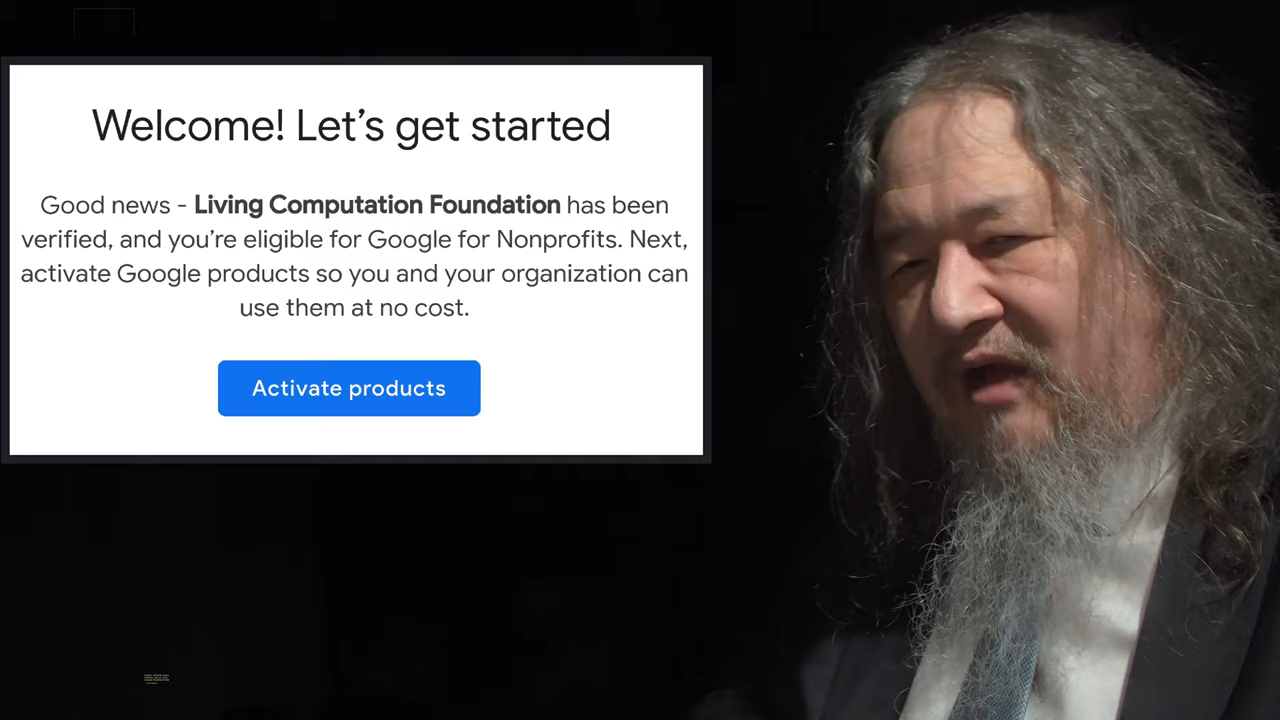 Welcome! Let’s get started
Good news - Living Computation Foundation has been
verified, and you’re eligible for Google for Nonprofits. Next,
activate Google products so you and your organization can
use them at no cost.
Activate products